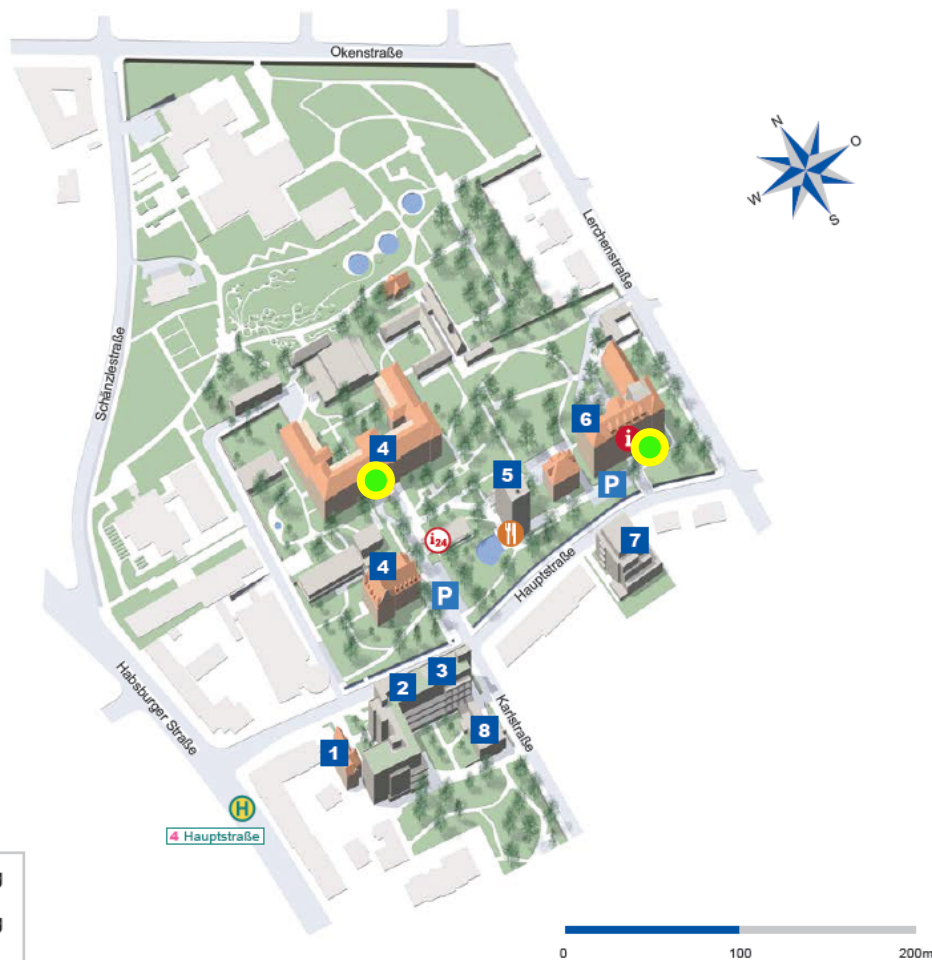 Okenstraße
N
O
W
S
Lerchenstraße
Schänzlestraße
6
4
i
5
P
i24
7
4
Hauptstraße
P
3
2
Habsburger Straße
Karlstraße
8
1
H
4 Hauptstraße
g
g
0
100
200m